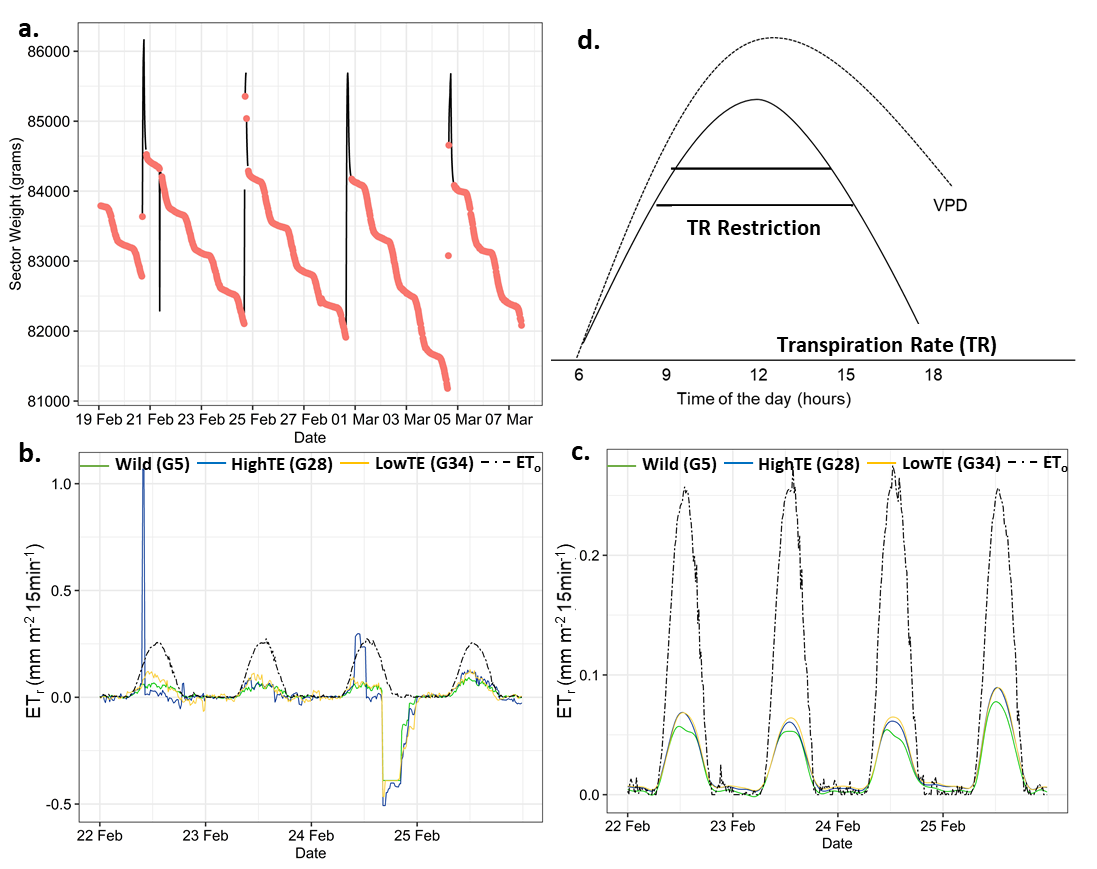 a.
Sector Weight (grams)
86000
85000
84000
83000
82000
81000
19 Feb 21 Feb 23 Feb 25 Feb 27 Feb 01 Mar 03 Mar 05 Mar 07 Mar
Date
d.
VPD
TR Restriction
Transpiration Rate (TR)
6 9 12 15 18
Time of the day (hours)
b.
Wild (G5) HighTE (G28) LowTE (G34) ETo
ETr (mm m-2 15min-1)
1.0
0.5
0.0
-0.5
22 Feb 23 Feb 24 Feb 25 Feb
Date
c.
Wild (G5) HighTE (G28) LowTE (G34) ETo
ETr (mm m-2 15min-1)
0.2
0.1
0.0
22 Feb 23 Feb 24 Feb 25 Feb
Date